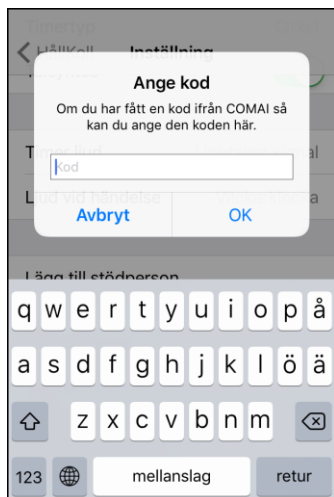 Timertyp
HållKoll Inställning
Ange kod
Om du har fått en kod ifrån COMAI så
kan du ange den koden här.
Kod
Avbryt OK
Lägg till stödperson
q w e r t y u i o p å
a s d f g h j k l ö ä
z x c v b n m
123 mellanslag retur